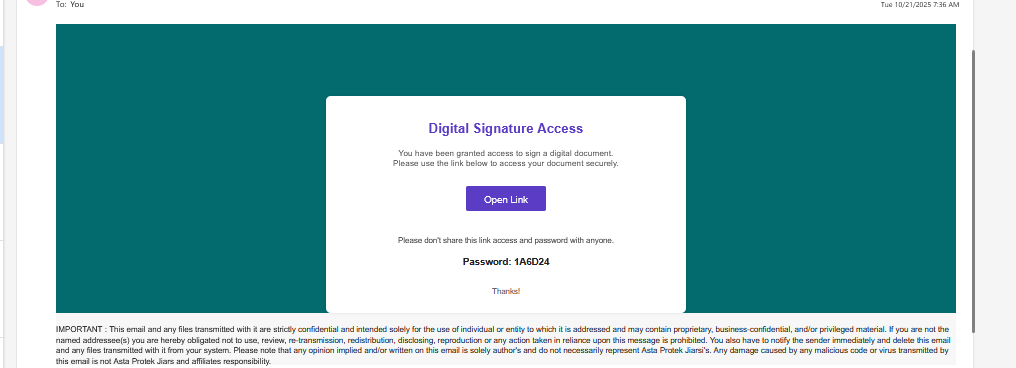 To: You
Tue 10/21/2025 7:36 AM
Digital Signature Access
You have been granted access to sign a digital document.
Please use the link below to access your document securely.
Open Link
Please don't share this link access and password with anyone.
Password: 1A6D24
Thanks!
IMPORTANT : This email and any files transmitted with it are strictly confidential and intended solely for the use of individual or entity to which it is addressed and may contain proprietary, business-confidential, and/or privileged material. If you are not the
named addressee(s) you are hereby obligated not to use, review, re-transmission, redistribution, disclosing, reproduction or any action taken in reliance upon this message is prohibited. You also have to notify the sender immediately and delete this email
and any files transmitted with it from your system. Please note that any opinion implied and/or written on this email is solely author's and do not necessarily represent Asta Protek Jiarsi's. Any damage caused by any malicious code or virus transmitted by
this email is not Asta Protek Jiars and affiliates responsibility.